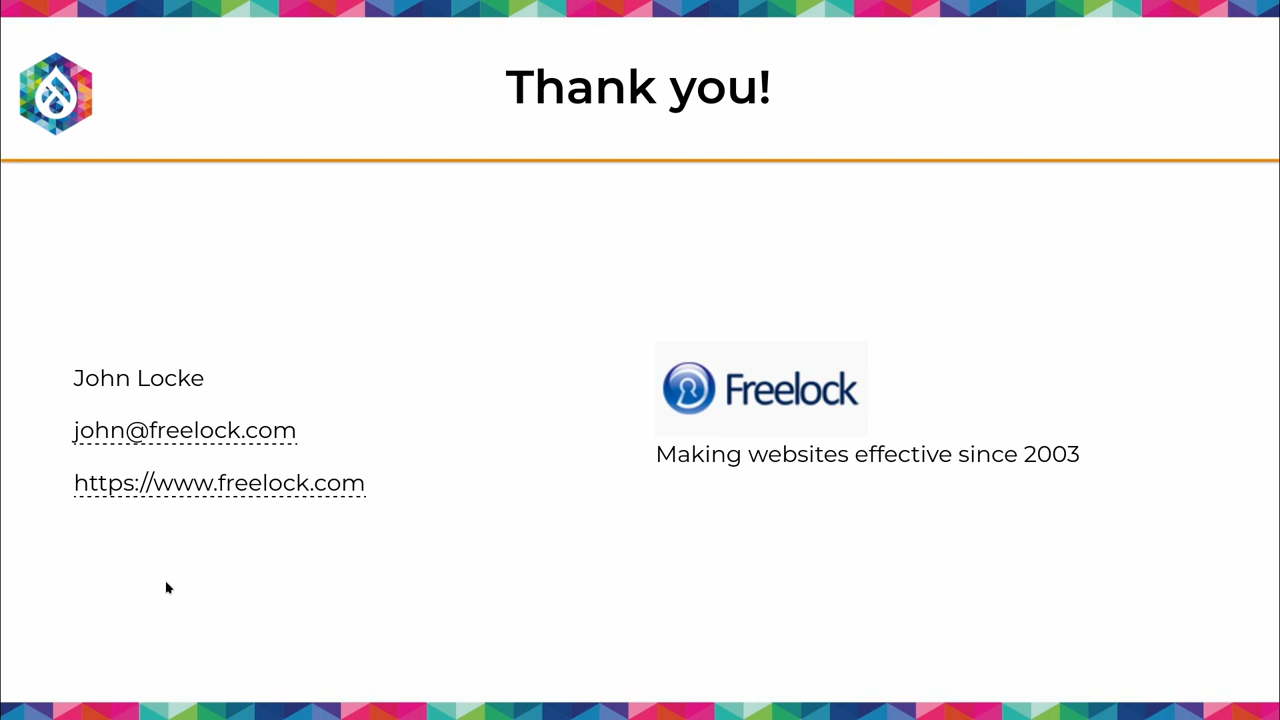 Thank you!
John Locke
john@freelock.com
https://www.freelock.com
Freelock
Making websites effective since 2003